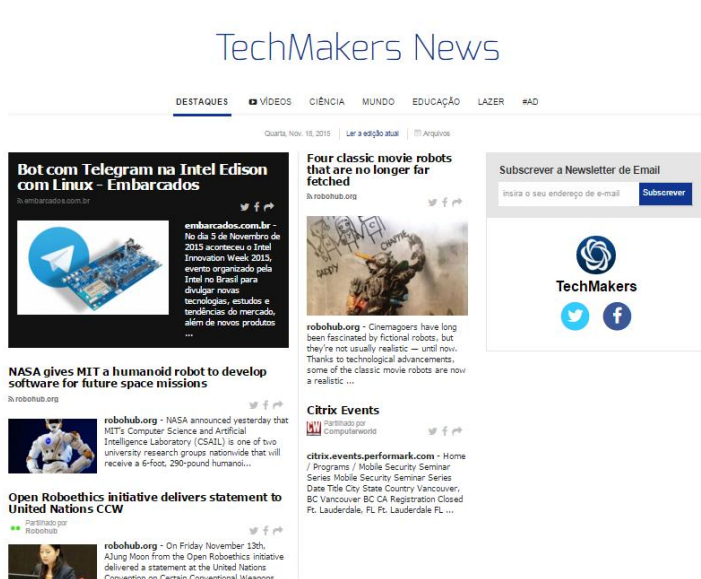 TechMakers News
DESTAQUES VÍDEOS CIÊNCIA MUNDO EDUCAÇÃO LAZER #AD
Quarta, Nov. 18, 2015 Ler a edição atual Arquivos
Bot com Telegram na Intel Edison
com Linux - Embarcados
embarcados.com.br
embarcados.com.br -
No dia 5 de Novembro de
2015 aconteceu o Intel
Innovation Week 2015,
evento organizado pela
Intel no Brasil para
divulgar novas
tecnologias, estudos e
tendências do mercado,
além de novos produtos
...
NASA gives MIT a humanoid robot to develop
software for future space missions
robohub.org
robohub.org - NASA announced yesterday that
MIT's Computer Science and Artificial
Intelligence Laboratory (CSAIL) is one of two
university research groups nationwide that will
receive a 6-foot, 290-pound humanoi...
Open Roboethics initiative delivers statement to
United Nations CCW
Partilhado por
Robohub
robohub.org - On Friday November 13th,
AJung Moon from the Open Roboethics initiative
delivered a statement at the United Nations
Convention on Certain Conventional Weapons
Four classic movie robots
that are no longer far
fetched
robohub.org
CHAPPIE
DADDY
robohub.org - Cinemagoers have long
been fascinated by fictional robots, but
they're not usually realistic — until now.
Thanks to technological advancements,
some of the classic movie robots are now
a realistic ...
Citrix Events
CW
Partilhado por
Computerworld
citrix.events.performark.com - Home
/ Programs / Mobile Security Seminar
Series Mobile Security Seminar Series
Date Title City State Country Vancouver,
BC Vancouver BC CA Registration Closed
Ft. Lauderdale, FL Ft. Lauderdale FL ...
Subscrever a Newsletter de Email
insira o seu endereço de e-mail Subscrever
TechMakers